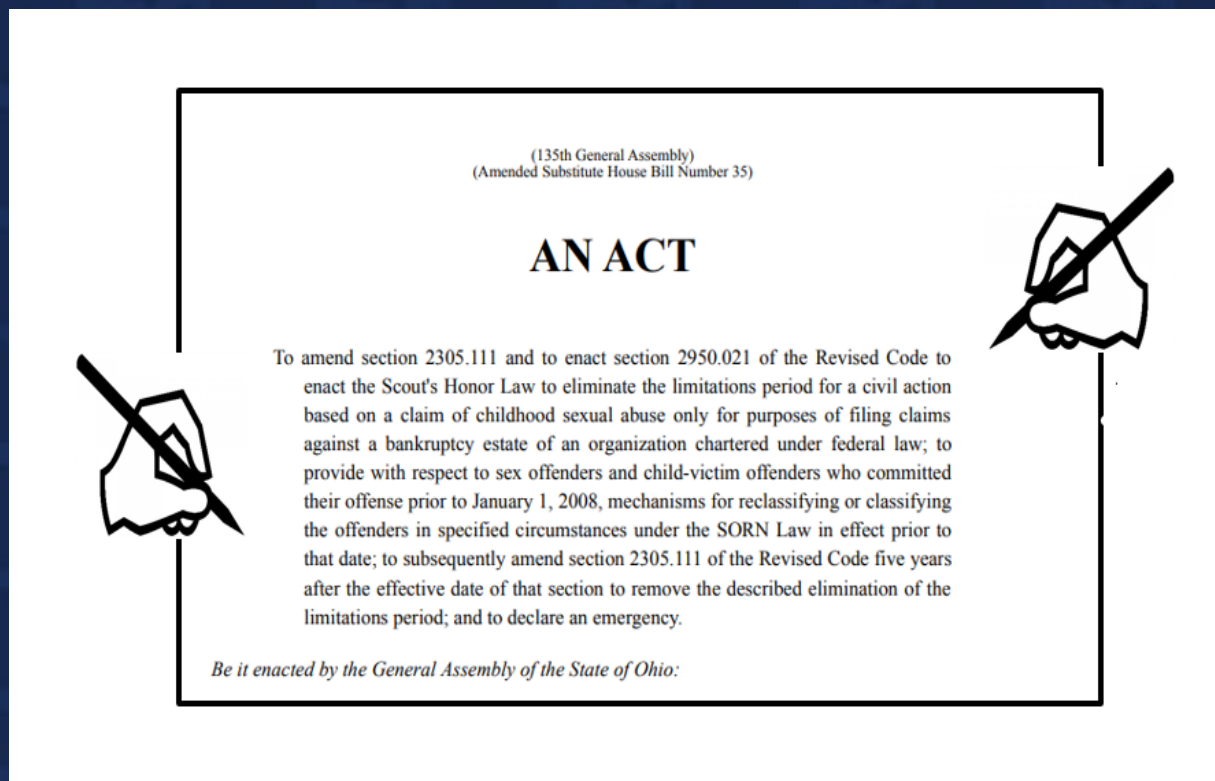 (135th General Assembly)
(Amended Substitute House Bill Number 35)
AN ACT
To amend section 2305.111 and to enact section 2950.021 of the Revised Code to
enact the Scout's Honor Law to eliminate the limitations period for a civil action
based on a claim of childhood sexual abuse only for purposes of filing claims
against a bankruptcy estate of an organization chartered under federal law; to
provide with respect to sex offenders and child-victim offenders who committed
their offense prior to January 1, 2008, mechanisms for reclassifying or classifying
the offenders in specified circumstances under the SORN Law in effect prior to
that date; to subsequently amend section 2305.111 of the Revised Code five years
after the effective date of that section to remove the described elimination of the
limitations period; and to declare an emergency.
Be it enacted by the General Assembly of the State of Ohio: